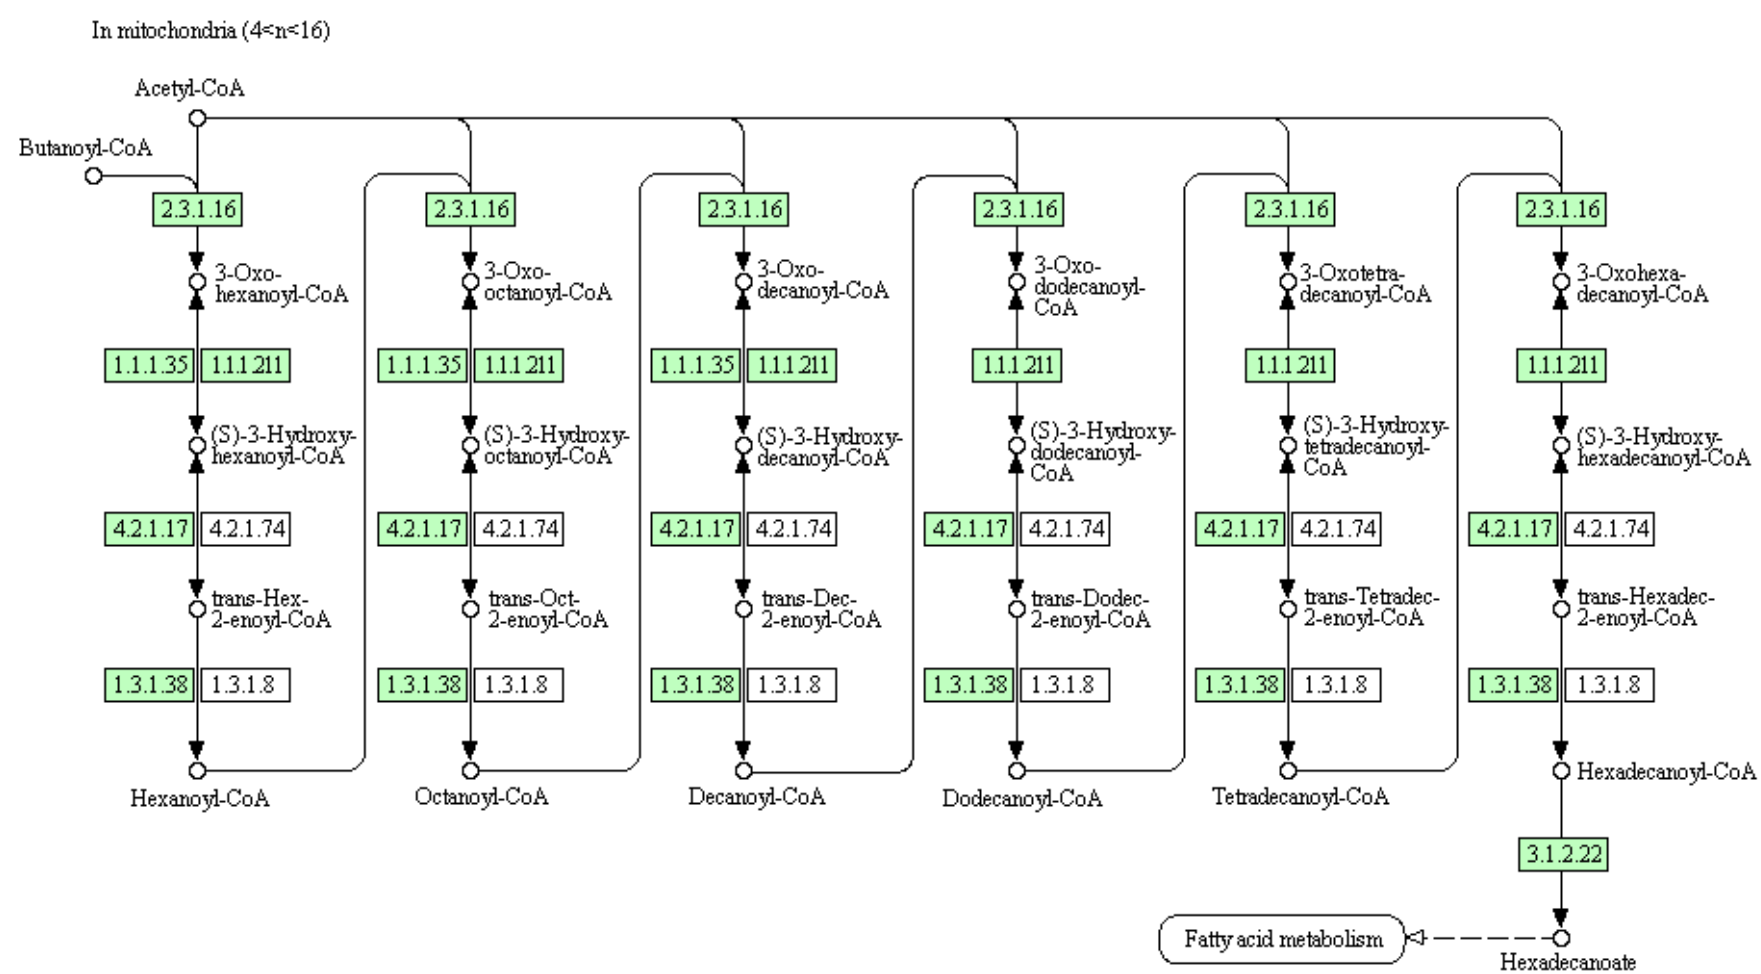 In mitochondria (4<n<16)
Acetyl-CoA
Butanoyl-CoA
2.3.1.16
2.3.1.16
2.3.1.16
2.3.1.16
2.3.1.16
2.3.1.16
3-Oxo-
hexanoyl-CoA
3-Oxo-
octanoyl-CoA
3-Oxo-
decanoyl-CoA
3-Oxo-
dodecanoyl-
CoA
3-Oxotetra-
decanoyl-CoA
3-Oxohexa-
decanoyl-CoA
1.1.1.35
1.1.1.211
1.1.1.35
1.1.1.211
1.1.1.35
1.1.1.211
1.1.1.211
1.1.1.211
1.1.1.211
(S)-3-Hydroxy-
hexanoyl-CoA
(S)-3-Hydroxy-
octanoyl-CoA
(S)-3-Hydroxy-
decanoyl-CoA
(S)-3-Hydroxy-
dodecanoyl-
CoA
(S)-3-Hydroxy-
tetradecanoyl-
CoA
(S)-3-Hydroxy-
hexadecanoyl-CoA
4.2.1.17
4.2.1.74
4.2.1.17
4.2.1.74
4.2.1.17
4.2.1.74
4.2.1.17
4.2.1.74
4.2.1.17
4.2.1.74
4.2.1.17
4.2.1.74
trans-Hex-
2-enoyl-CoA
trans-Oct-
2-enoyl-CoA
trans-Dec-
2-enoyl-CoA
trans-Dodec-
2-enoyl-CoA
trans-Tetradec-
2-enoyl-CoA
trans-Hexadec-
2-enoyl-CoA
1.3.1.38
1.3.1.8
1.3.1.38
1.3.1.8
1.3.1.38
1.3.1.8
1.3.1.38
1.3.1.8
1.3.1.38
1.3.1.8
1.3.1.38
1.3.1.8
Hexanoyl-CoA
Octanoyl-CoA
Decanoyl-CoA
Dodecanoyl-CoA
Tetradecanoyl-CoA
Hexadecanoyl-CoA
3.1.2.22
Fatty acid metabolism
Hexadecanoate